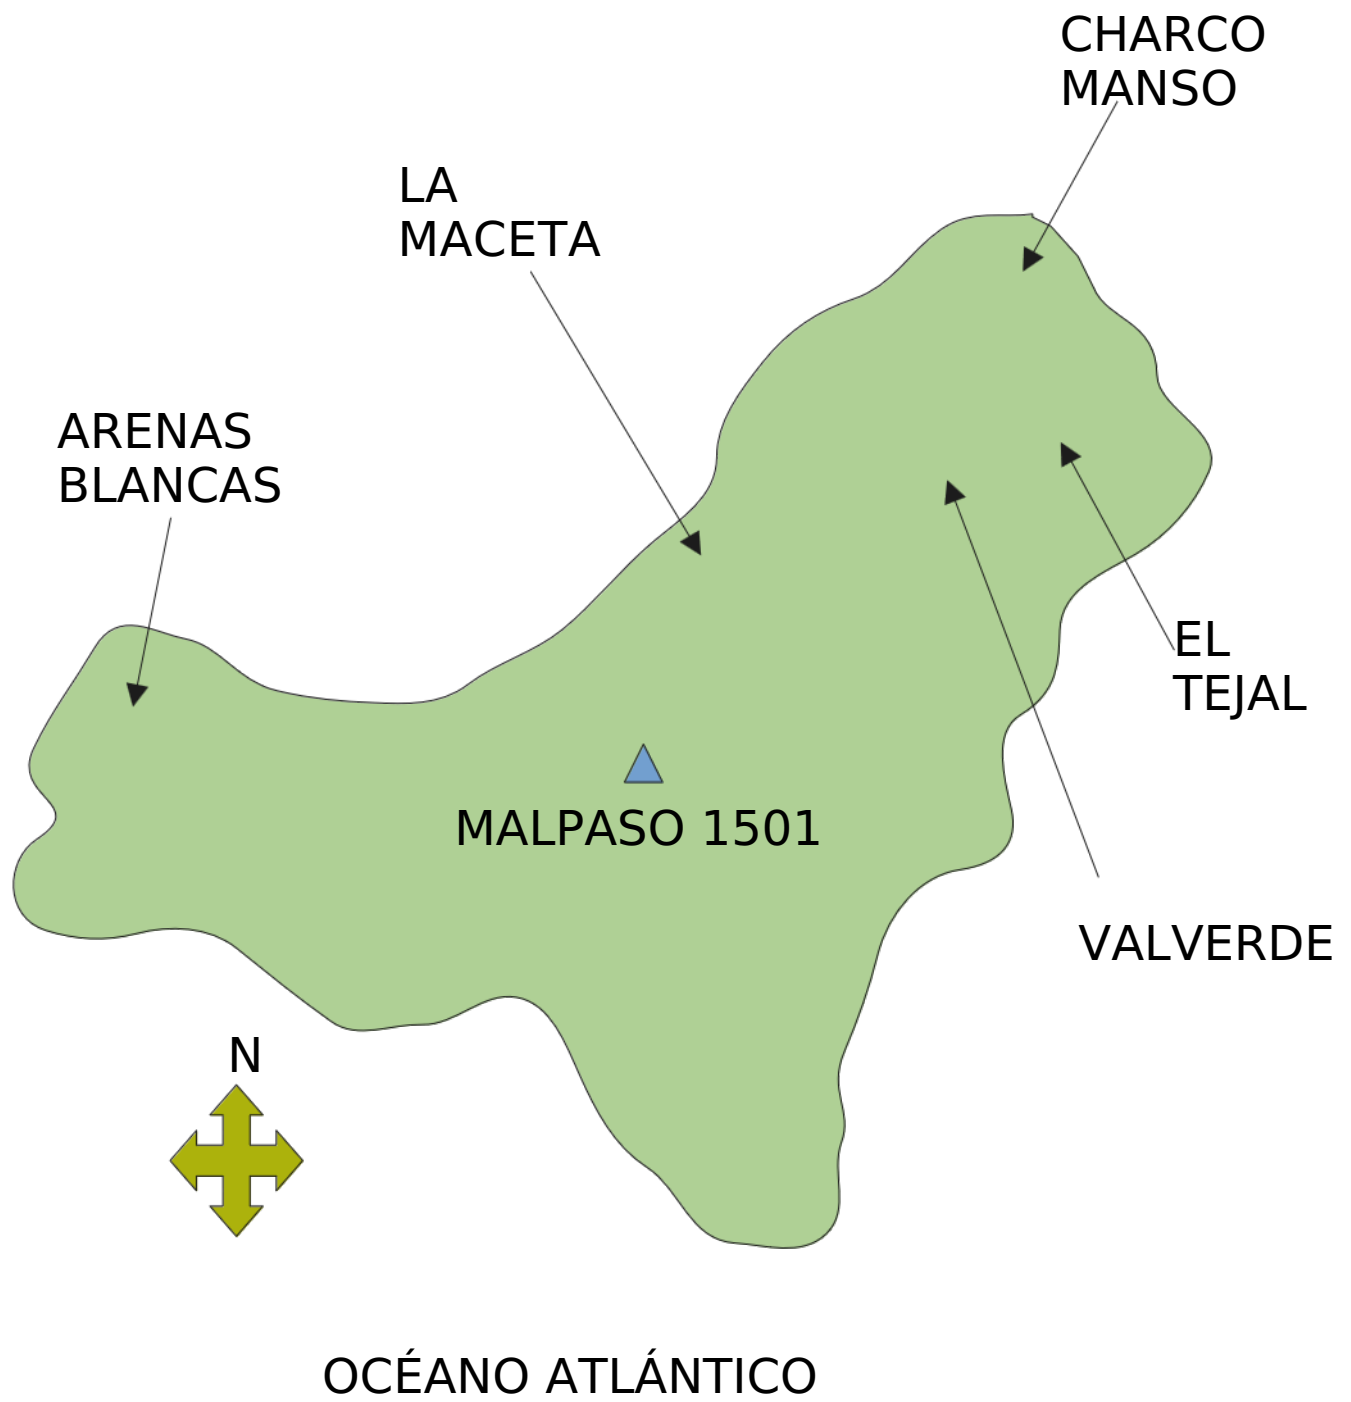 CHARCO
MANSO
LA
MACETA
ARENAS
BLANCAS
EL
TEJAL
MALPASO 1501
VALVERDE
N
OCÉANO ATLÁNTICO